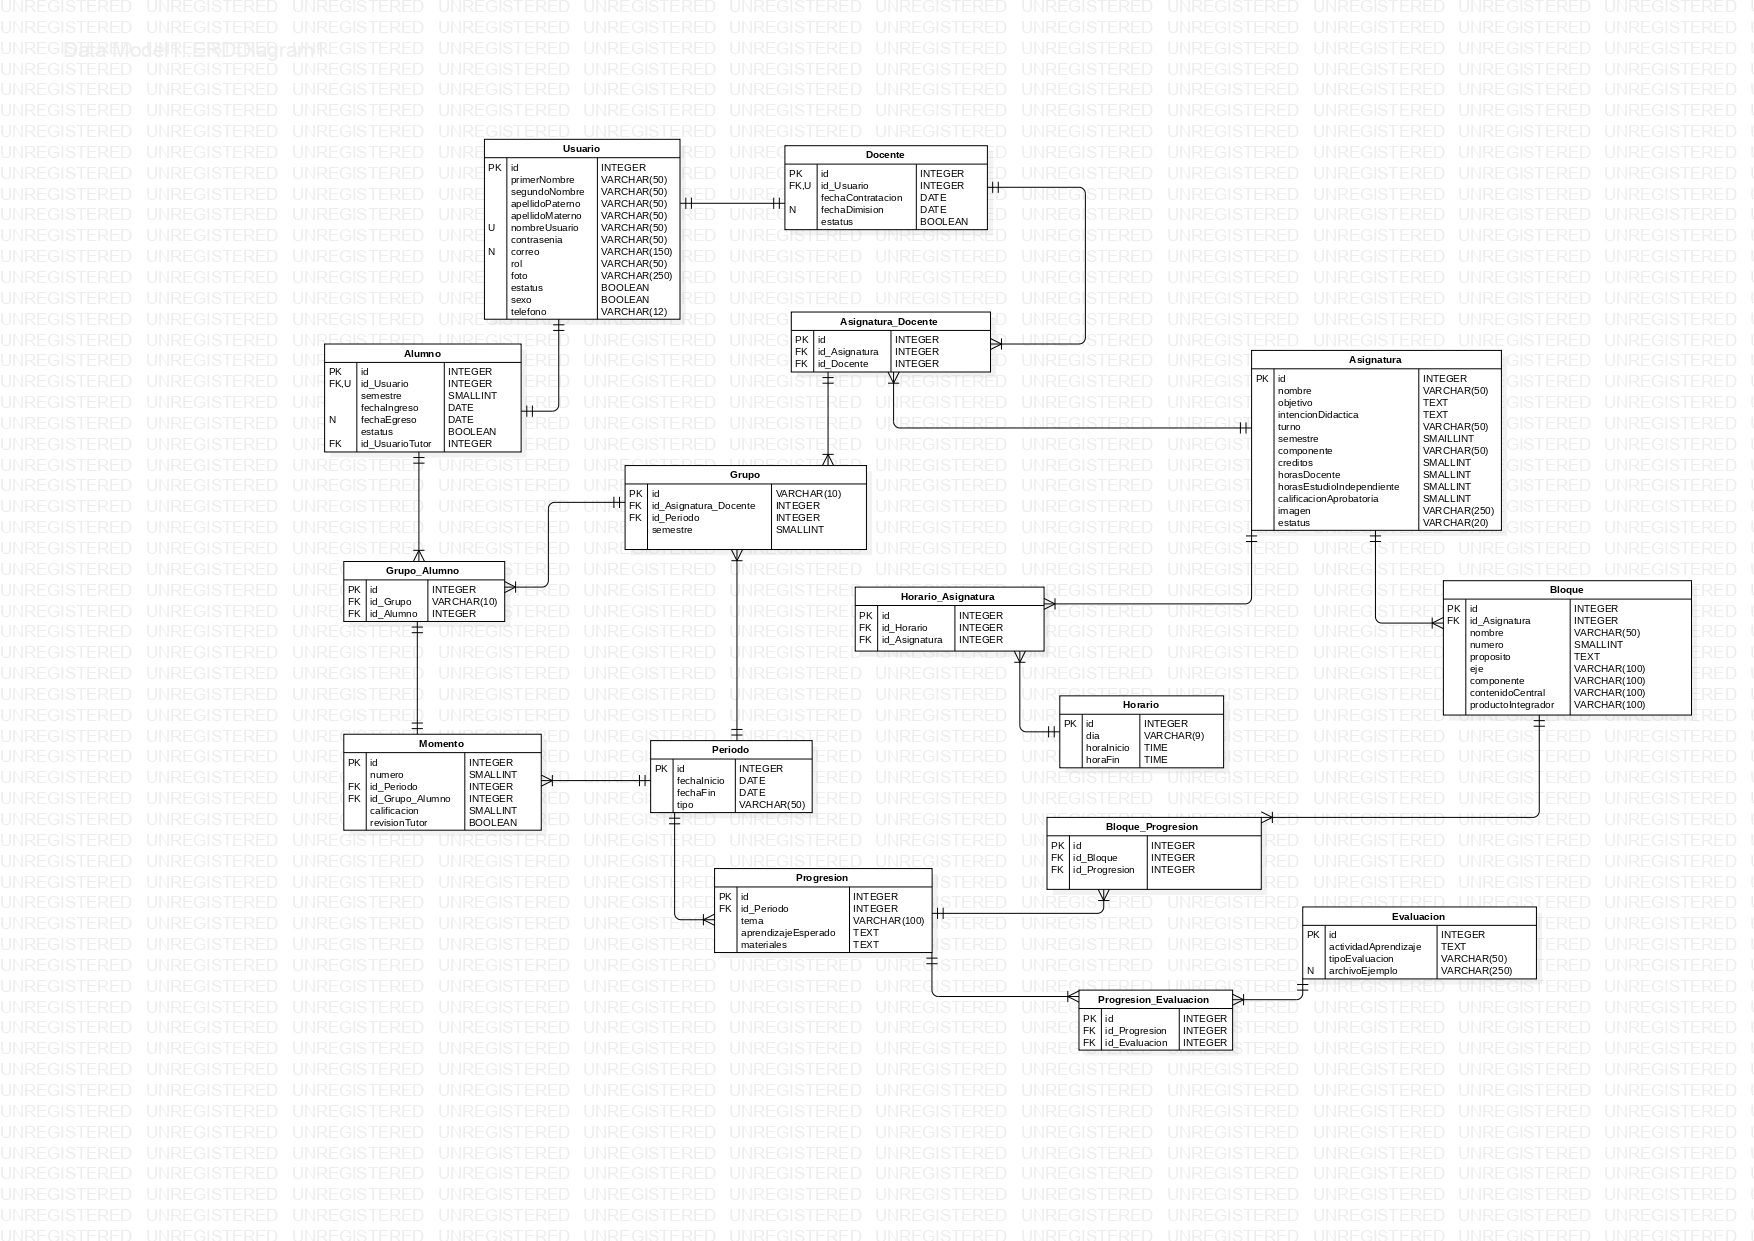 Data Model1::ERDDiagram1
Usuario
PK id INTEGER
primerNombre VARCHAR(50)
segundoNombre VARCHAR(50)
apellidoPaterno VARCHAR(50)
apellidoMaterno VARCHAR(50)
U nombreUsuario VARCHAR(50)
contrasenia VARCHAR(50)
N correo VARCHAR(150)
rol VARCHAR(50)
foto VARCHAR(250)
estatus BOOLEAN
sexo BOOLEAN
telefono VARCHAR(12)
Docente
PK id INTEGER
FK,U id_Usuario INTEGER
fechaContratacion DATE
N fechaDimision DATE
estatus BOOLEAN
Asignatura_Docente
PK id INTEGER
FK id_Asignatura INTEGER
FK id_Docente INTEGER
Alumno
PK id INTEGER
FK,U id_Usuario INTEGER
semestre SMALLINT
fechaIngreso DATE
N fechaEgreso DATE
estatus BOOLEAN
FK id_UsuarioTutor INTEGER
Asignatura
PK id INTEGER
nombre VARCHAR(50)
objetivo TEXT
intencionDidactica TEXT
turno VARCHAR(50)
semestre SMAILLINT
componente VARCHAR(50)
creditos SMALLINT
horasDocente SMALLINT
horasEstudioIndependiente SMALLINT
calificacionAprobatoria SMALLINT
imagen VARCHAR(250)
estatus VARCHAR(20)
Grupo
PK id VARCHAR(10)
FK id_Asignatura_Docente INTEGER
FK id_Periodo INTEGER
semestre SMALLINT
Grupo_Alumno
PK id INTEGER
FK id_Grupo VARCHAR(10)
FK id_Alumno INTEGER
Horario_Asignatura
PK id INTEGER
FK id_Horario INTEGER
FK id_Asignatura INTEGER
Bloque
PK id INTEGER
FK id_Asignatura INTEGER
nombre VARCHAR(50)
numero SMALLINT
proposito TEXT
eje VARCHAR(100)
componente VARCHAR(100)
contenidoCentral VARCHAR(100)
productoIntegrador VARCHAR(100)
Horario
PK id INTEGER
dia VARCHAR(9)
horaInicio TIME
horaFin TIME
Momento
PK id INTEGER
numero SMALLINT
FK id_Periodo INTEGER
FK id_Grupo_Alumno INTEGER
calificacion SMALLINT
revisionTutor BOOLEAN
Periodo
PK id INTEGER
fechaInicio DATE
fechaFin DATE
tipo VARCHAR(50)
Bloque_Progresion
PK id INTEGER
FK id_Bloque INTEGER
FK id_Progresion INTEGER
Progresion
PK id INTEGER
FK id_Periodo INTEGER
tema VARCHAR(100)
aprendizajeEsperado TEXT
materiales TEXT
Evaluacion
PK id INTEGER
actividadAprendizaje TEXT
tipoEvaluacion VARCHAR(50)
N archivoEjemplo VARCHAR(250)
Progresion_Evaluacion
PK id INTEGER
FK id_Progresion INTEGER
FK id_Evaluacion INTEGER
UNREGISTERED